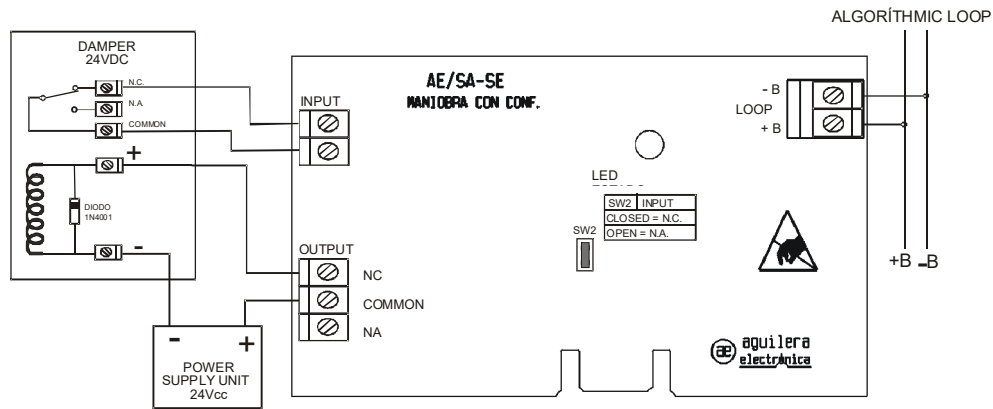 ALGORÍTHMIC LOOP
DAMPER
24VDC
N.C.
N.A.
COMMON
+
DIODO
1N4001
-
INPUT
AE/SA-SE
MANIOBRA CON CONF.
- B
LOOP
+ B
LED
SW2 INPUT
CLOSED = N.C.
OPEN = N.A.
SW2
+B -B
OUTPUT
NC
COMMON
NA
- +
POWER
SUPPLY UNIT
24Vcc
ae aguilera
electrónica